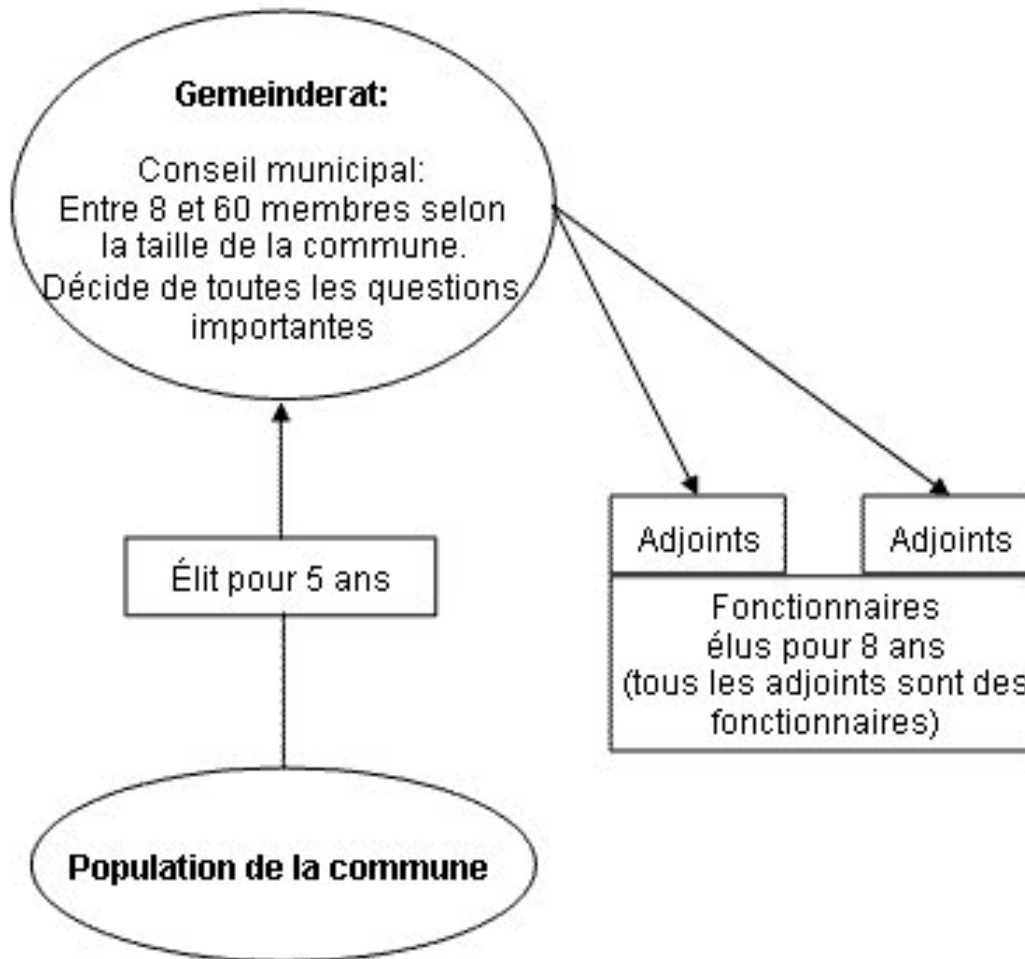 Gemeinderat:
Conseil municipal:
Entre 8 et 60 membres selon
la taille de la commune.
Décide de toutes les questions
importantes
Élit pour 5 ans
Population de la commune
Adjoints
Adjoints
Fonctionnaires
élus pour 8 ans
(tous les adjoints sont des
fonctionnaires)